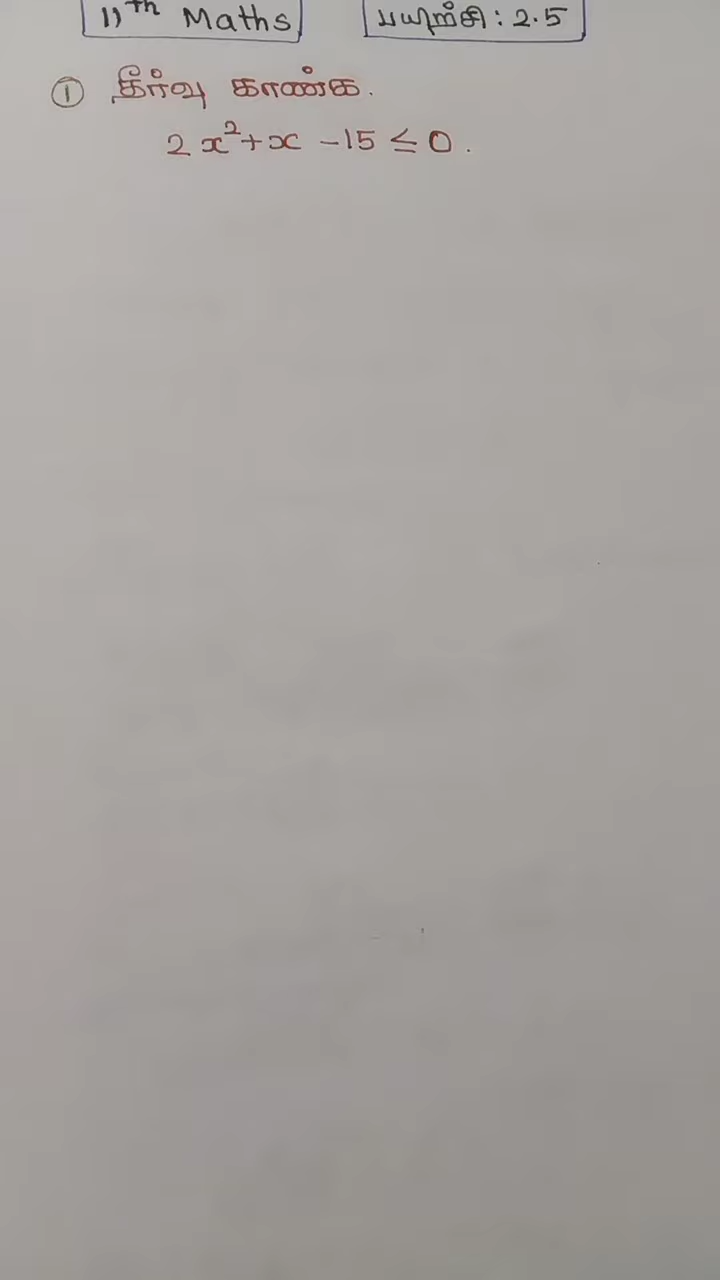 11th Maths பயிற்சி : 2.5
① தீர்வு காண்க.
2x²+x -15 ≤ 0.